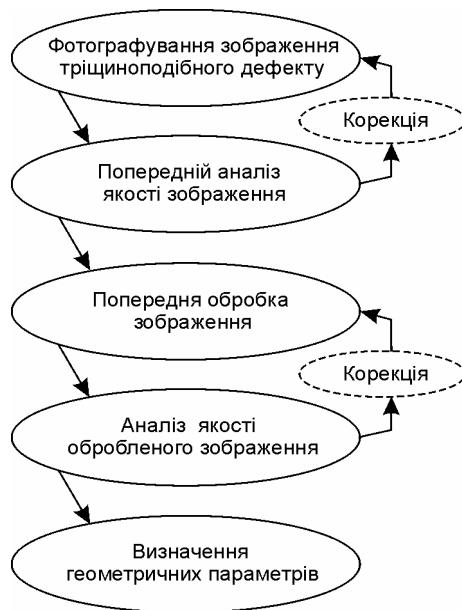 Фотографування зображення
тріщиноподібного дефекту
Корекція
Попередній аналіз
якості зображення
Попередня обробка
зображення
Корекція
Аналіз якості
обробленого зображення
Визначення
геометричних параметрів